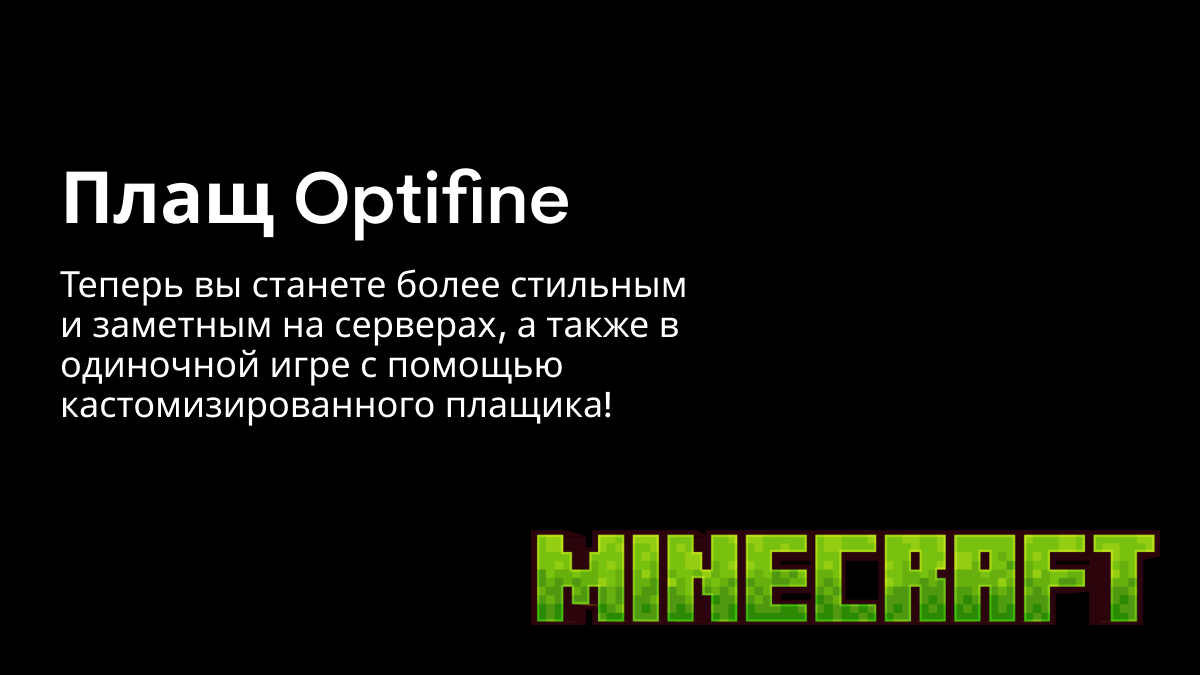 Плащ Optifine
Теперь вы станете более стильным
и заметным на серверах, а также в
одиночной игре с помощью
кастомизированного плащика!
MINECRAFT